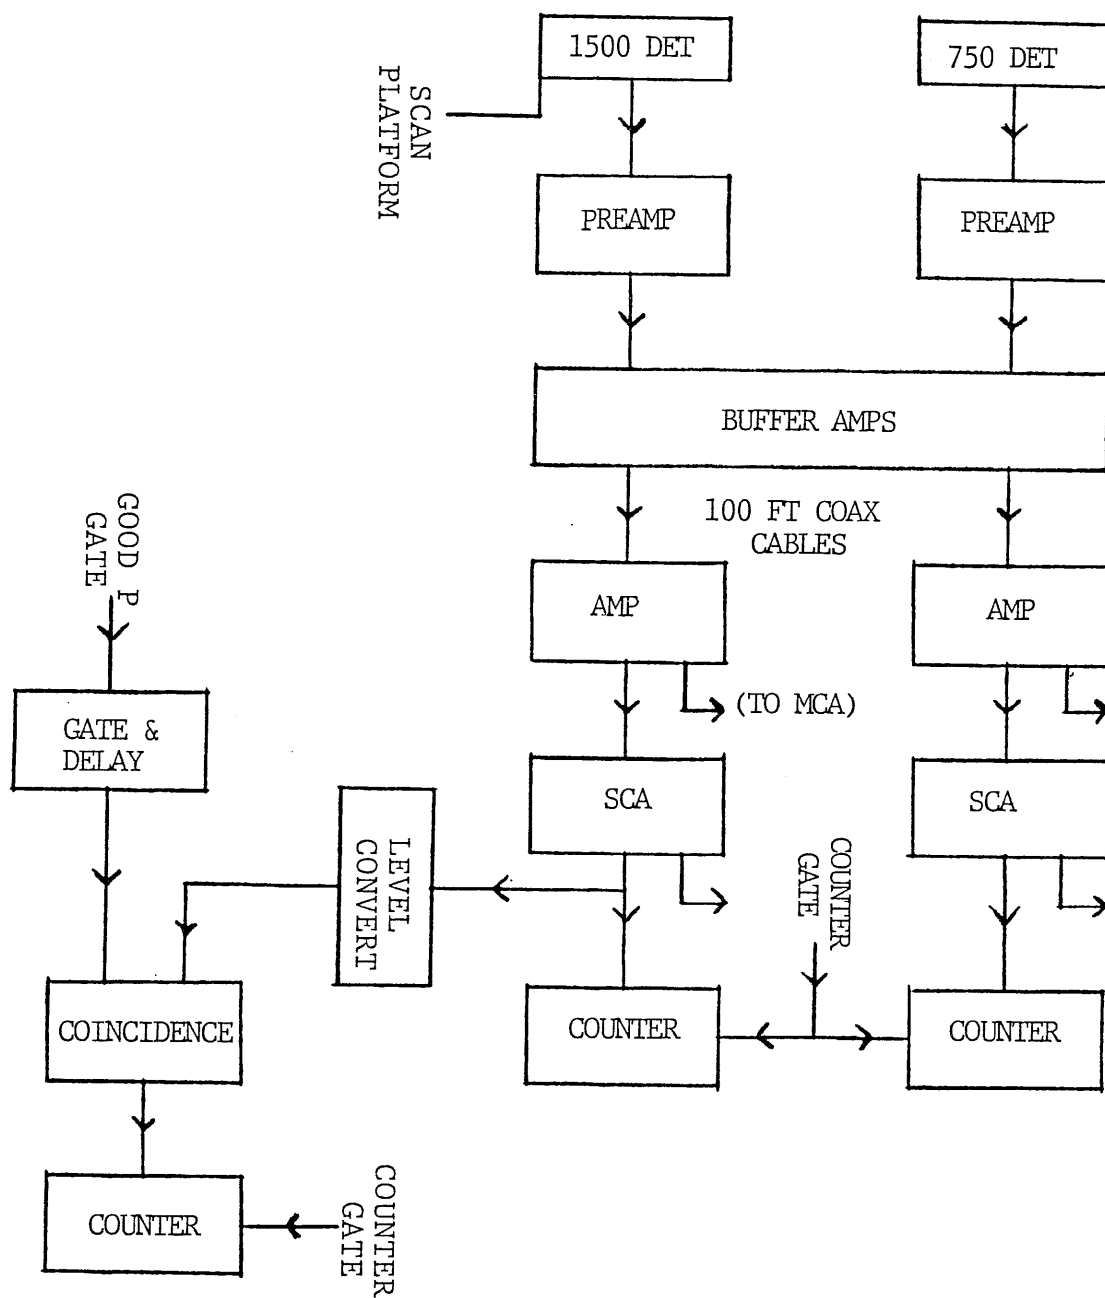 1500 DET
750 DET
SCAN
PLATFORM
PREAMP
PREAMP
BUFFER AMPS
100 FT COAX
CABLES
GOOD P
GATE
AMP
AMP
(TO MCA)
GATE &
DELAY
SCA
SCA
LEVEL
CONVERT
COUNTER
GATE
COINCIDENCE
COUNTER
COUNTER
COUNTER
COUNTER
GATE